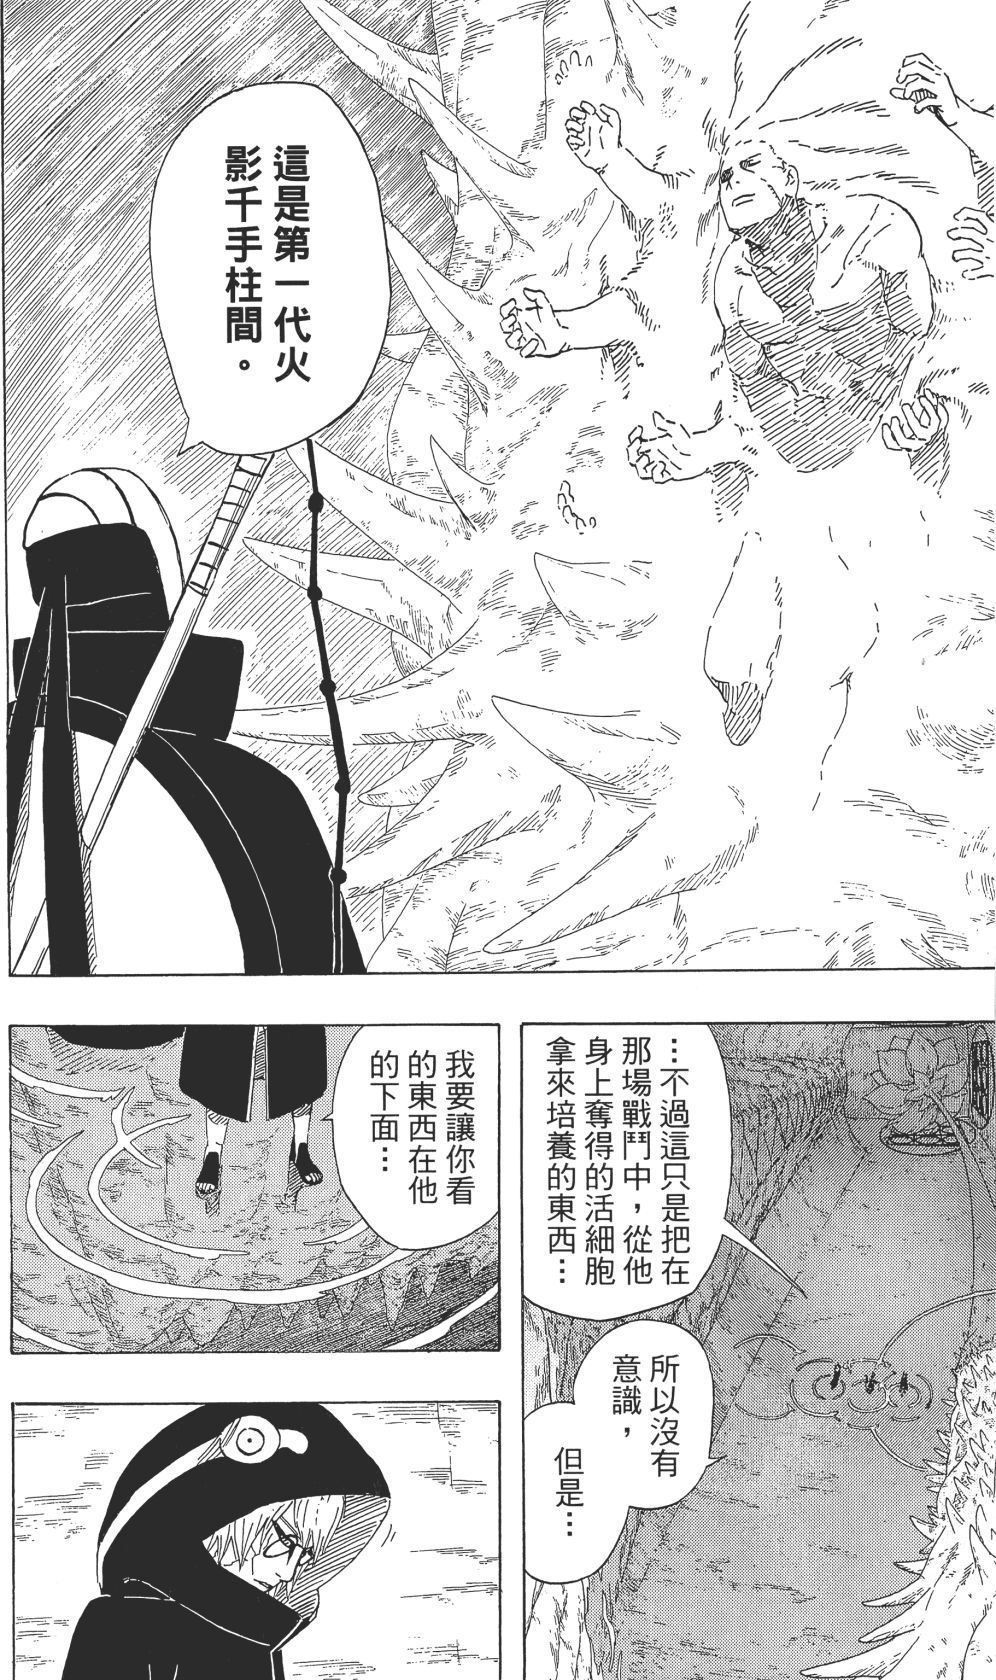 這是第一代火
影千手柱間。
…不過這只是把在
那場戰鬥中，從他
身上奪得的活細胞
拿來培養的東西…
所以沒有
意識，
但是…
我要讓你看
的東西在他
的下面…